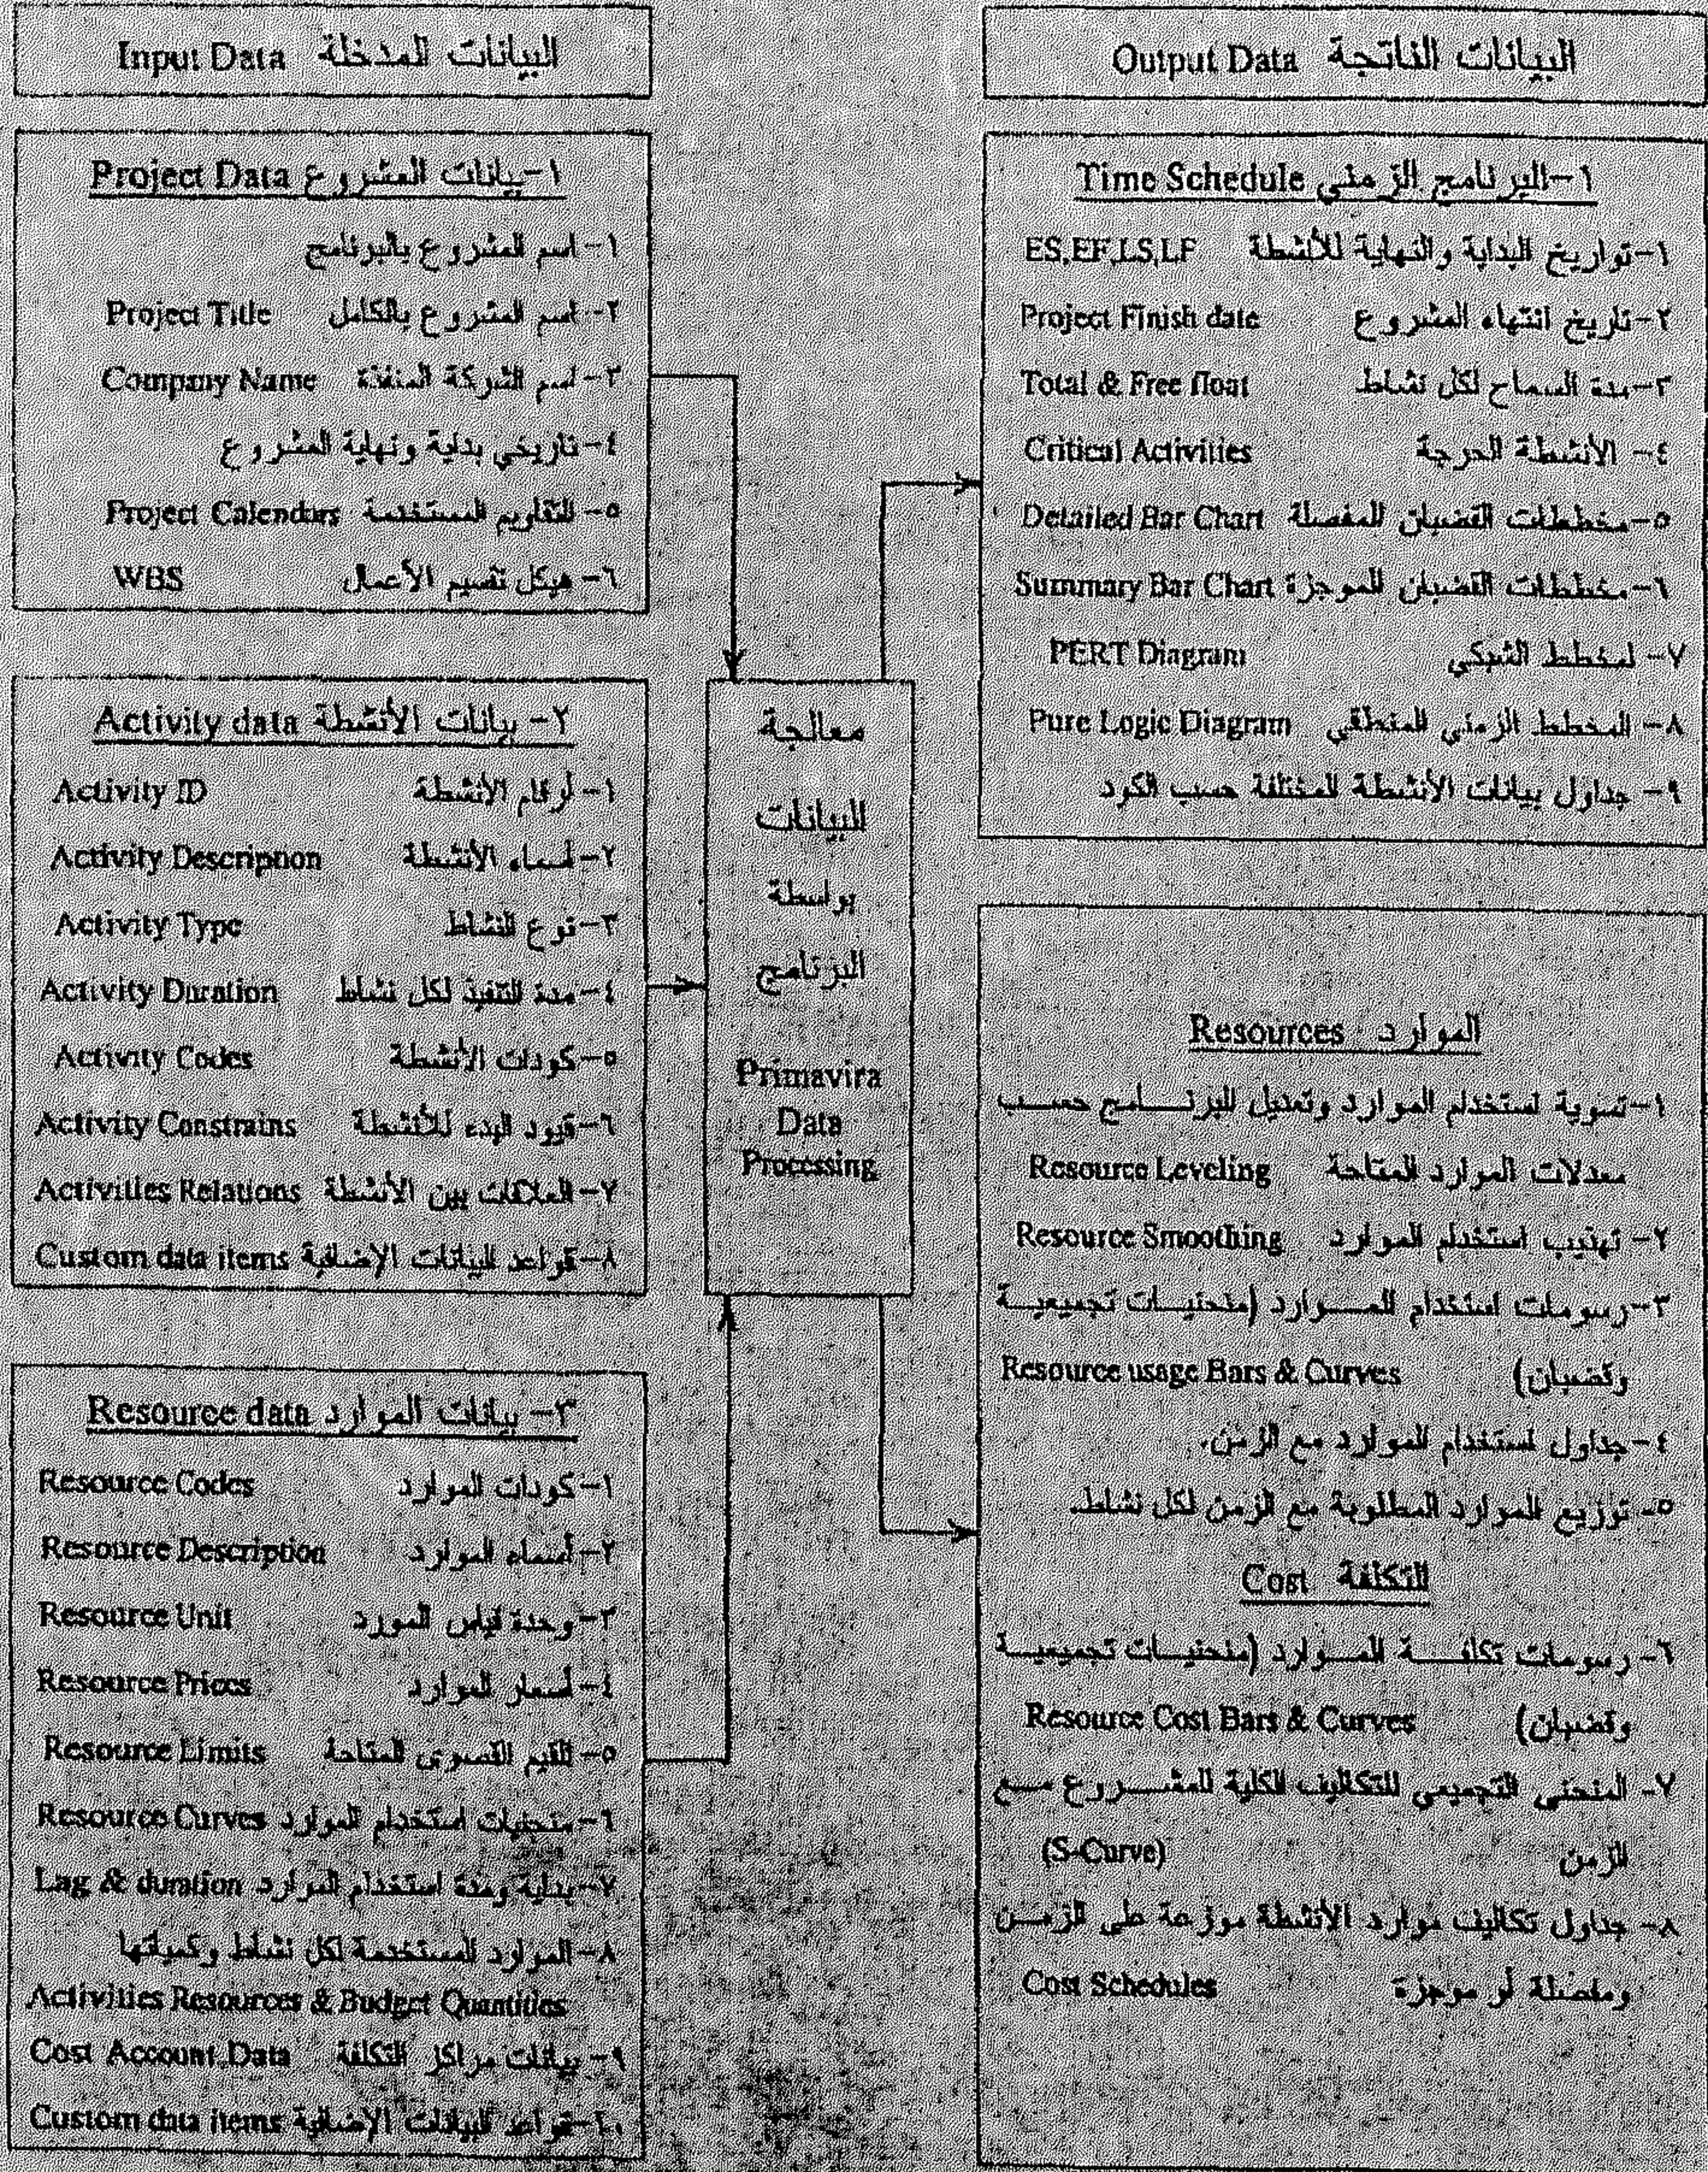 البيانات المدخلة Input Data
١-بيانات المشروع Project Data
١-اسم المشروع بالبرنامج
٢-اسم المشروع بالكامل Project Title
٣-اسم الشركة المنفذة Company Name
٤-تاريخي بداية ونهاية المشروع
٥-التقاويم المستخدمة Project Calendars
٦-هيكل تقسيم الأعمال WBS
٢- بيانات الأنشطة Activity data
١-أرقام الأنشطة Activity ID
٢-أسماء الأنشطة Activity Description
٣-نوع النشاط Activity Type
٤-مدة التنفيذ لكل نشاط Activity Duration
٥-كودات الأنشطة Activity Codes
٦-قيود البدء للأنشطة Activity Constrains
٧-العلاقات بين الأنشطة Activities Relations
٨-قواعد البيانات الإضافية Custom data items
٣- بيانات الموارد Resource data
١-كودات الموارد Resource Codes
٢-أسماء الموارد Resource Description
٣-وحدة قياس المورد Resource Unit
٤-أسعار الموارد Resource Prices
٥-القيم القصوى المتاحة Resource Limits
٦-منحنيات استخدام الموارد Resource Curves
٧-بداية ومدة استخدام الموارد Lag & duration
٨-الموارد المستخدمة لكل نشاط وكمياتها
Activities Resources & Budget Quantities
٩-بيانات مراكز التكلفة Cost Account Data
١٠-قواعد البيانات الإضافية Custom data items
معالجة
البيانات
بواسطة
البرنامج
Primavira
Data
Processing
البيانات الناتجة Output Data
١-البرنامج الزمني Time Schedule
١-تواريخ البداية والنهاية للأنشطة ES,EF,LS,LF
٢-تاريخ انتهاء المشروع Project Finish date
٣-مدة السماح لكل نشاط Total & Free float
٤- الأنشطة الحرجة Critical Activities
٥-مخططات القضبان المفصلة Detailed Bar Chart
٦-مخططات القضبان الموجزة Summary Bar Chart
٧- لمخطط الشبكي PERT Diagram
٨- المخطط الزمني المنطقي Pure Logic Diagram
٩- جداول بيانات الأنشطة المختلفة حسب الكود
الموارد Resources
١-تسوية استخدام الموارد وتعديل البرنامج حسب
معدلات الموارد المتاحة Resource Leveling
٢- تهذيب استخدام الموارد Resource Smoothing
٣-رسومات استخدام الموارد (منحنيات تجميعية
وقضبان) Resource usage Bars & Curves
٤-جداول استخدام الموارد مع الزمن.
٥- توزيع الموارد المطلوبة مع الزمن لكل نشاط.
التكلفة Cost
٦- رسومات تكلفة الموارد (منحنيات تجميعية
وقضبان) Resource Cost Bars & Curves
٧- المنحنى التجميعي للتكاليف الكلية للمشروع مع
الزمن (S-Curve)
٨- جداول تكاليف موارد الأنشطة موزعة على الزمن
ومفصلة أو موجزة Cost Schedules